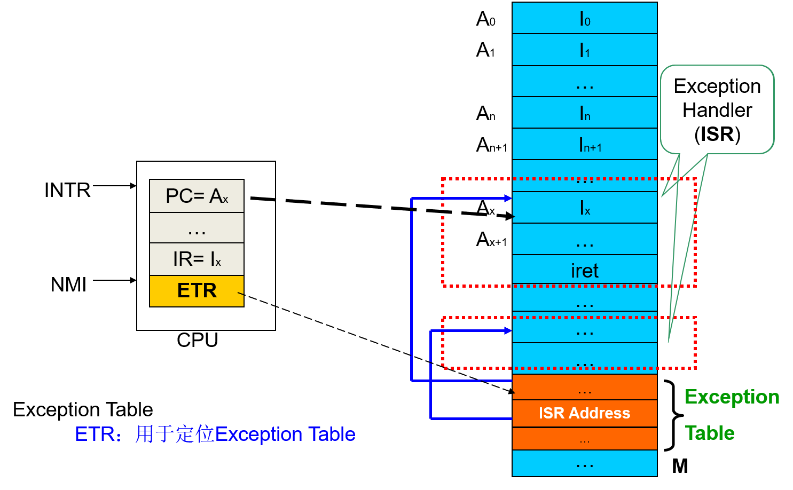 A0 I0
A1 I1
...
An In
An+1 In+1
...
Ax Ix
Ax+1 ...
iret
...
...
...
...
ISR Address
...
... M
Exception
Handler
(ISR)
INTR
NMI
PC= Ax
...
IR= Ix
ETR
CPU
Exception
Table
Exception Table
ETR：用于定位Exception Table